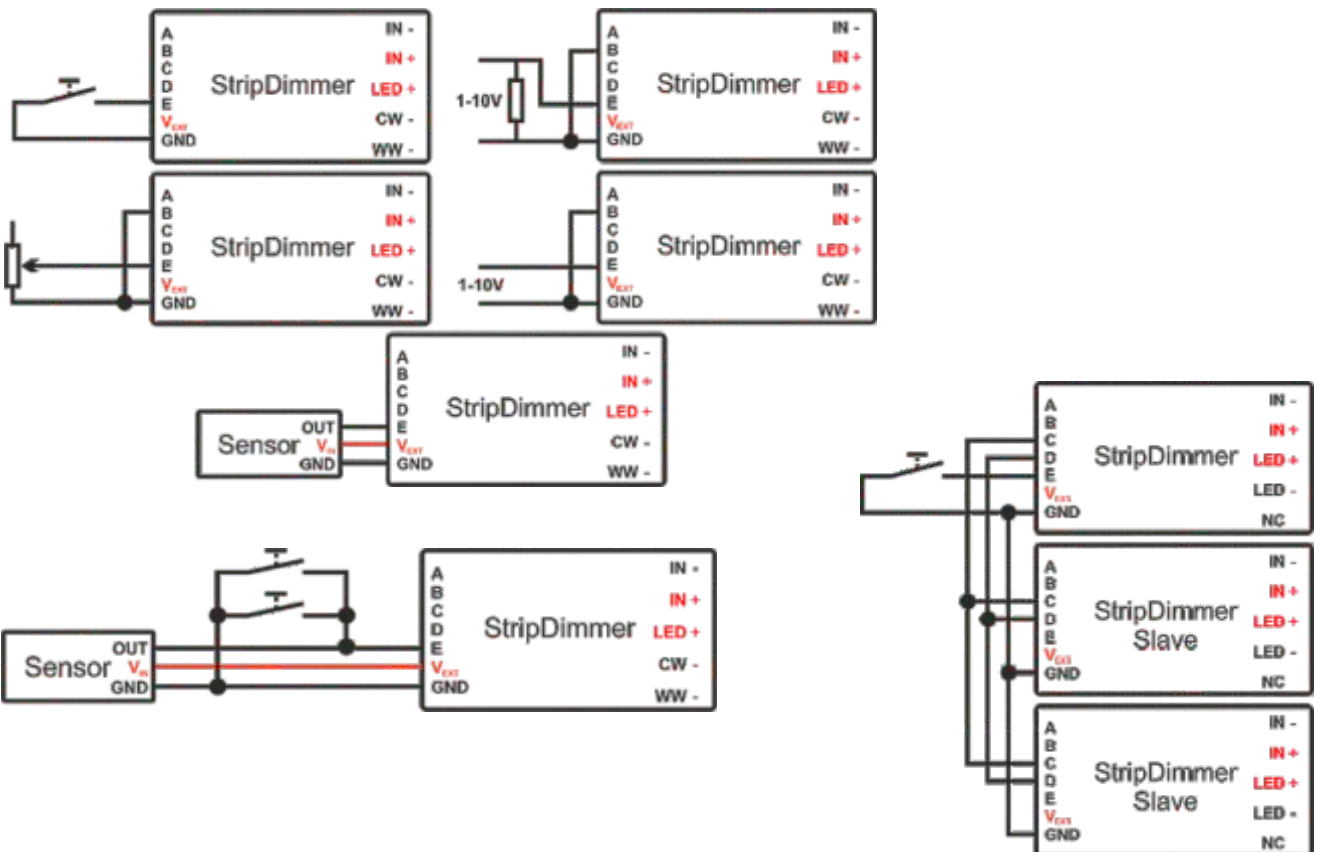 A
B
C
D
E
VEXT
GND
StripDimmer
IN -
IN +
LED +
CW -
WW -
1-10V
A
B
C
D
E
VEXT
GND
StripDimmer
IN -
IN +
LED +
CW -
WW -
A
B
C
D
E
VEXT
GND
StripDimmer
IN -
IN +
LED +
CW -
WW -
1-10V
A
B
C
D
E
VEXT
GND
StripDimmer
IN -
IN +
LED +
CW -
WW -
Sensor
OUT
VIN
GND
A
B
C
D
E
VEXT
GND
StripDimmer
IN -
IN +
LED +
CW -
WW -
Sensor
OUT
VIN
GND
A
B
C
D
E
VEXT
GND
StripDimmer
IN -
IN +
LED +
CW -
WW -
A
B
C
D
E
VEXS
GND
StripDimmer
IN -
IN +
LED +
LED -
NC
A
B
C
D
B
VEXS
GND
StripDimmer
Slave
IN -
IN +
LED +
LED -
NC
A
B
C
D
E
VEXS
GND
StripDimmer
Slave
IN -
IN +
LED +
LED -
NC